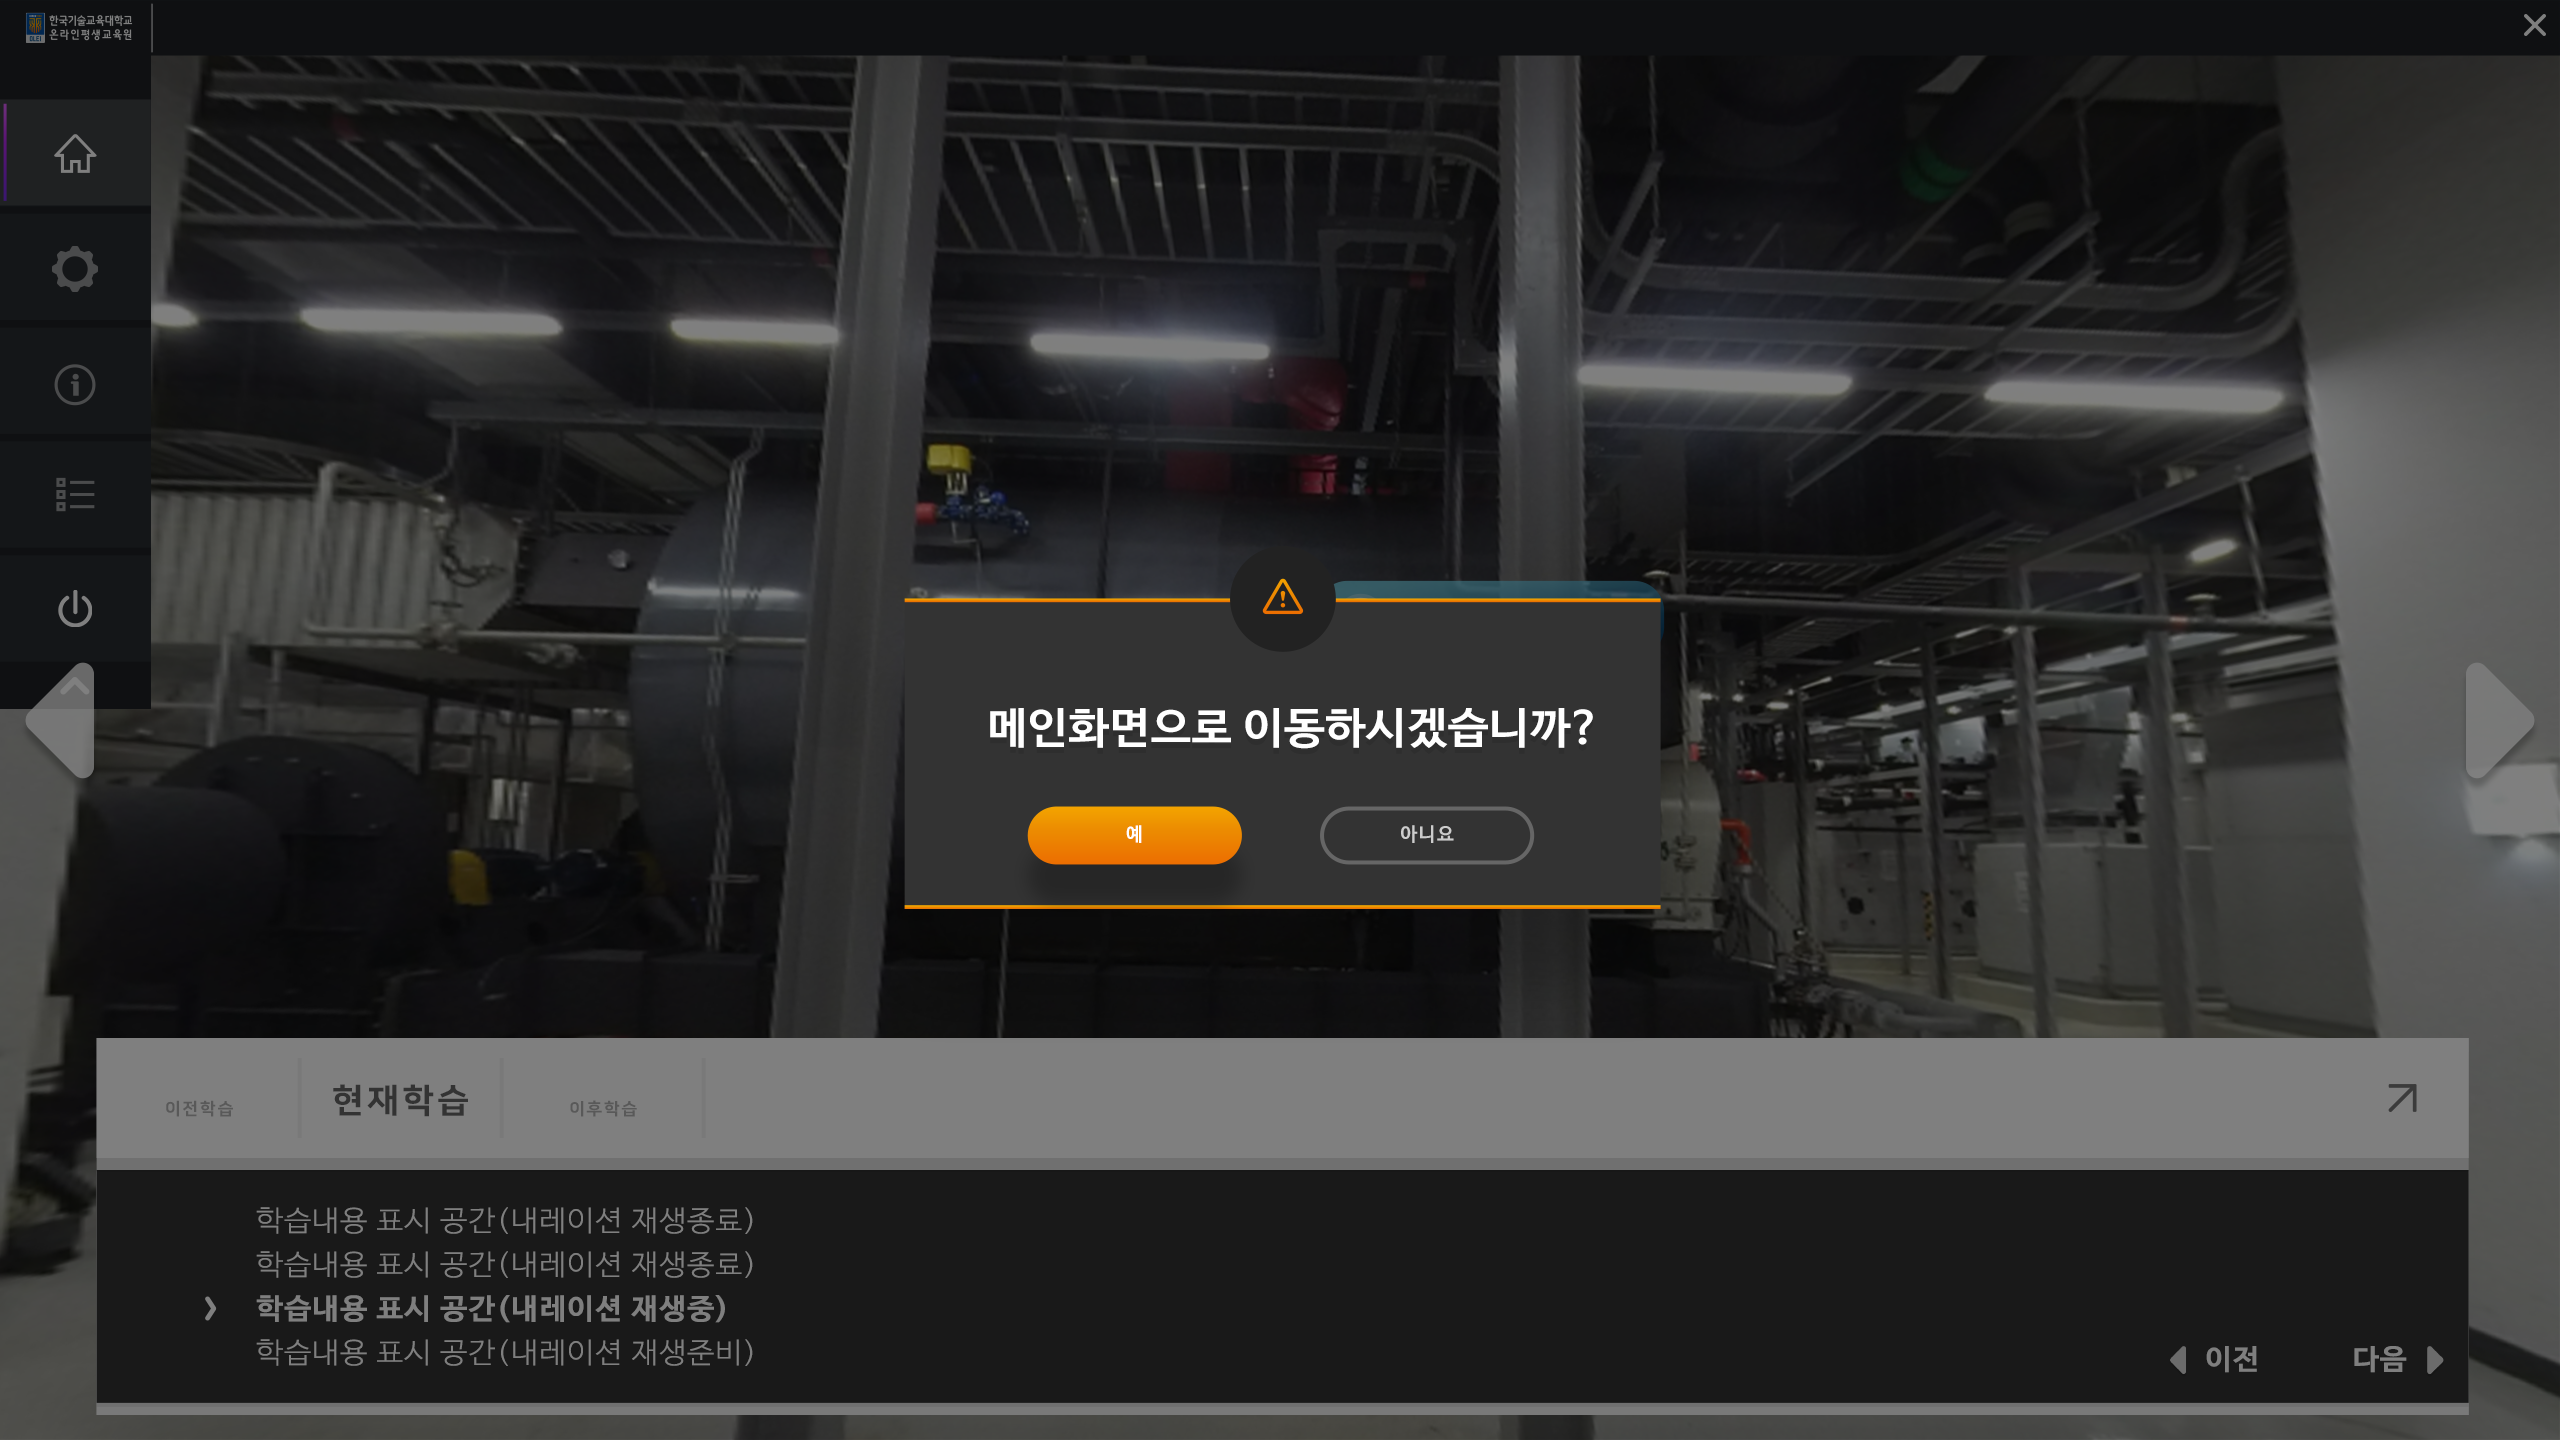 한국기술교육대학교
온라인평생교육원
메인화면으로 이동하시겠습니까?
예
아니요
이전학습
현재학습
이후학습
학습내용 표시 공간(내레이션 재생종료)
학습내용 표시 공간(내레이션 재생종료)
학습내용 표시 공간(내레이션 재생중)
학습내용 표시 공간(내레이션 재생준비)
이전
다음